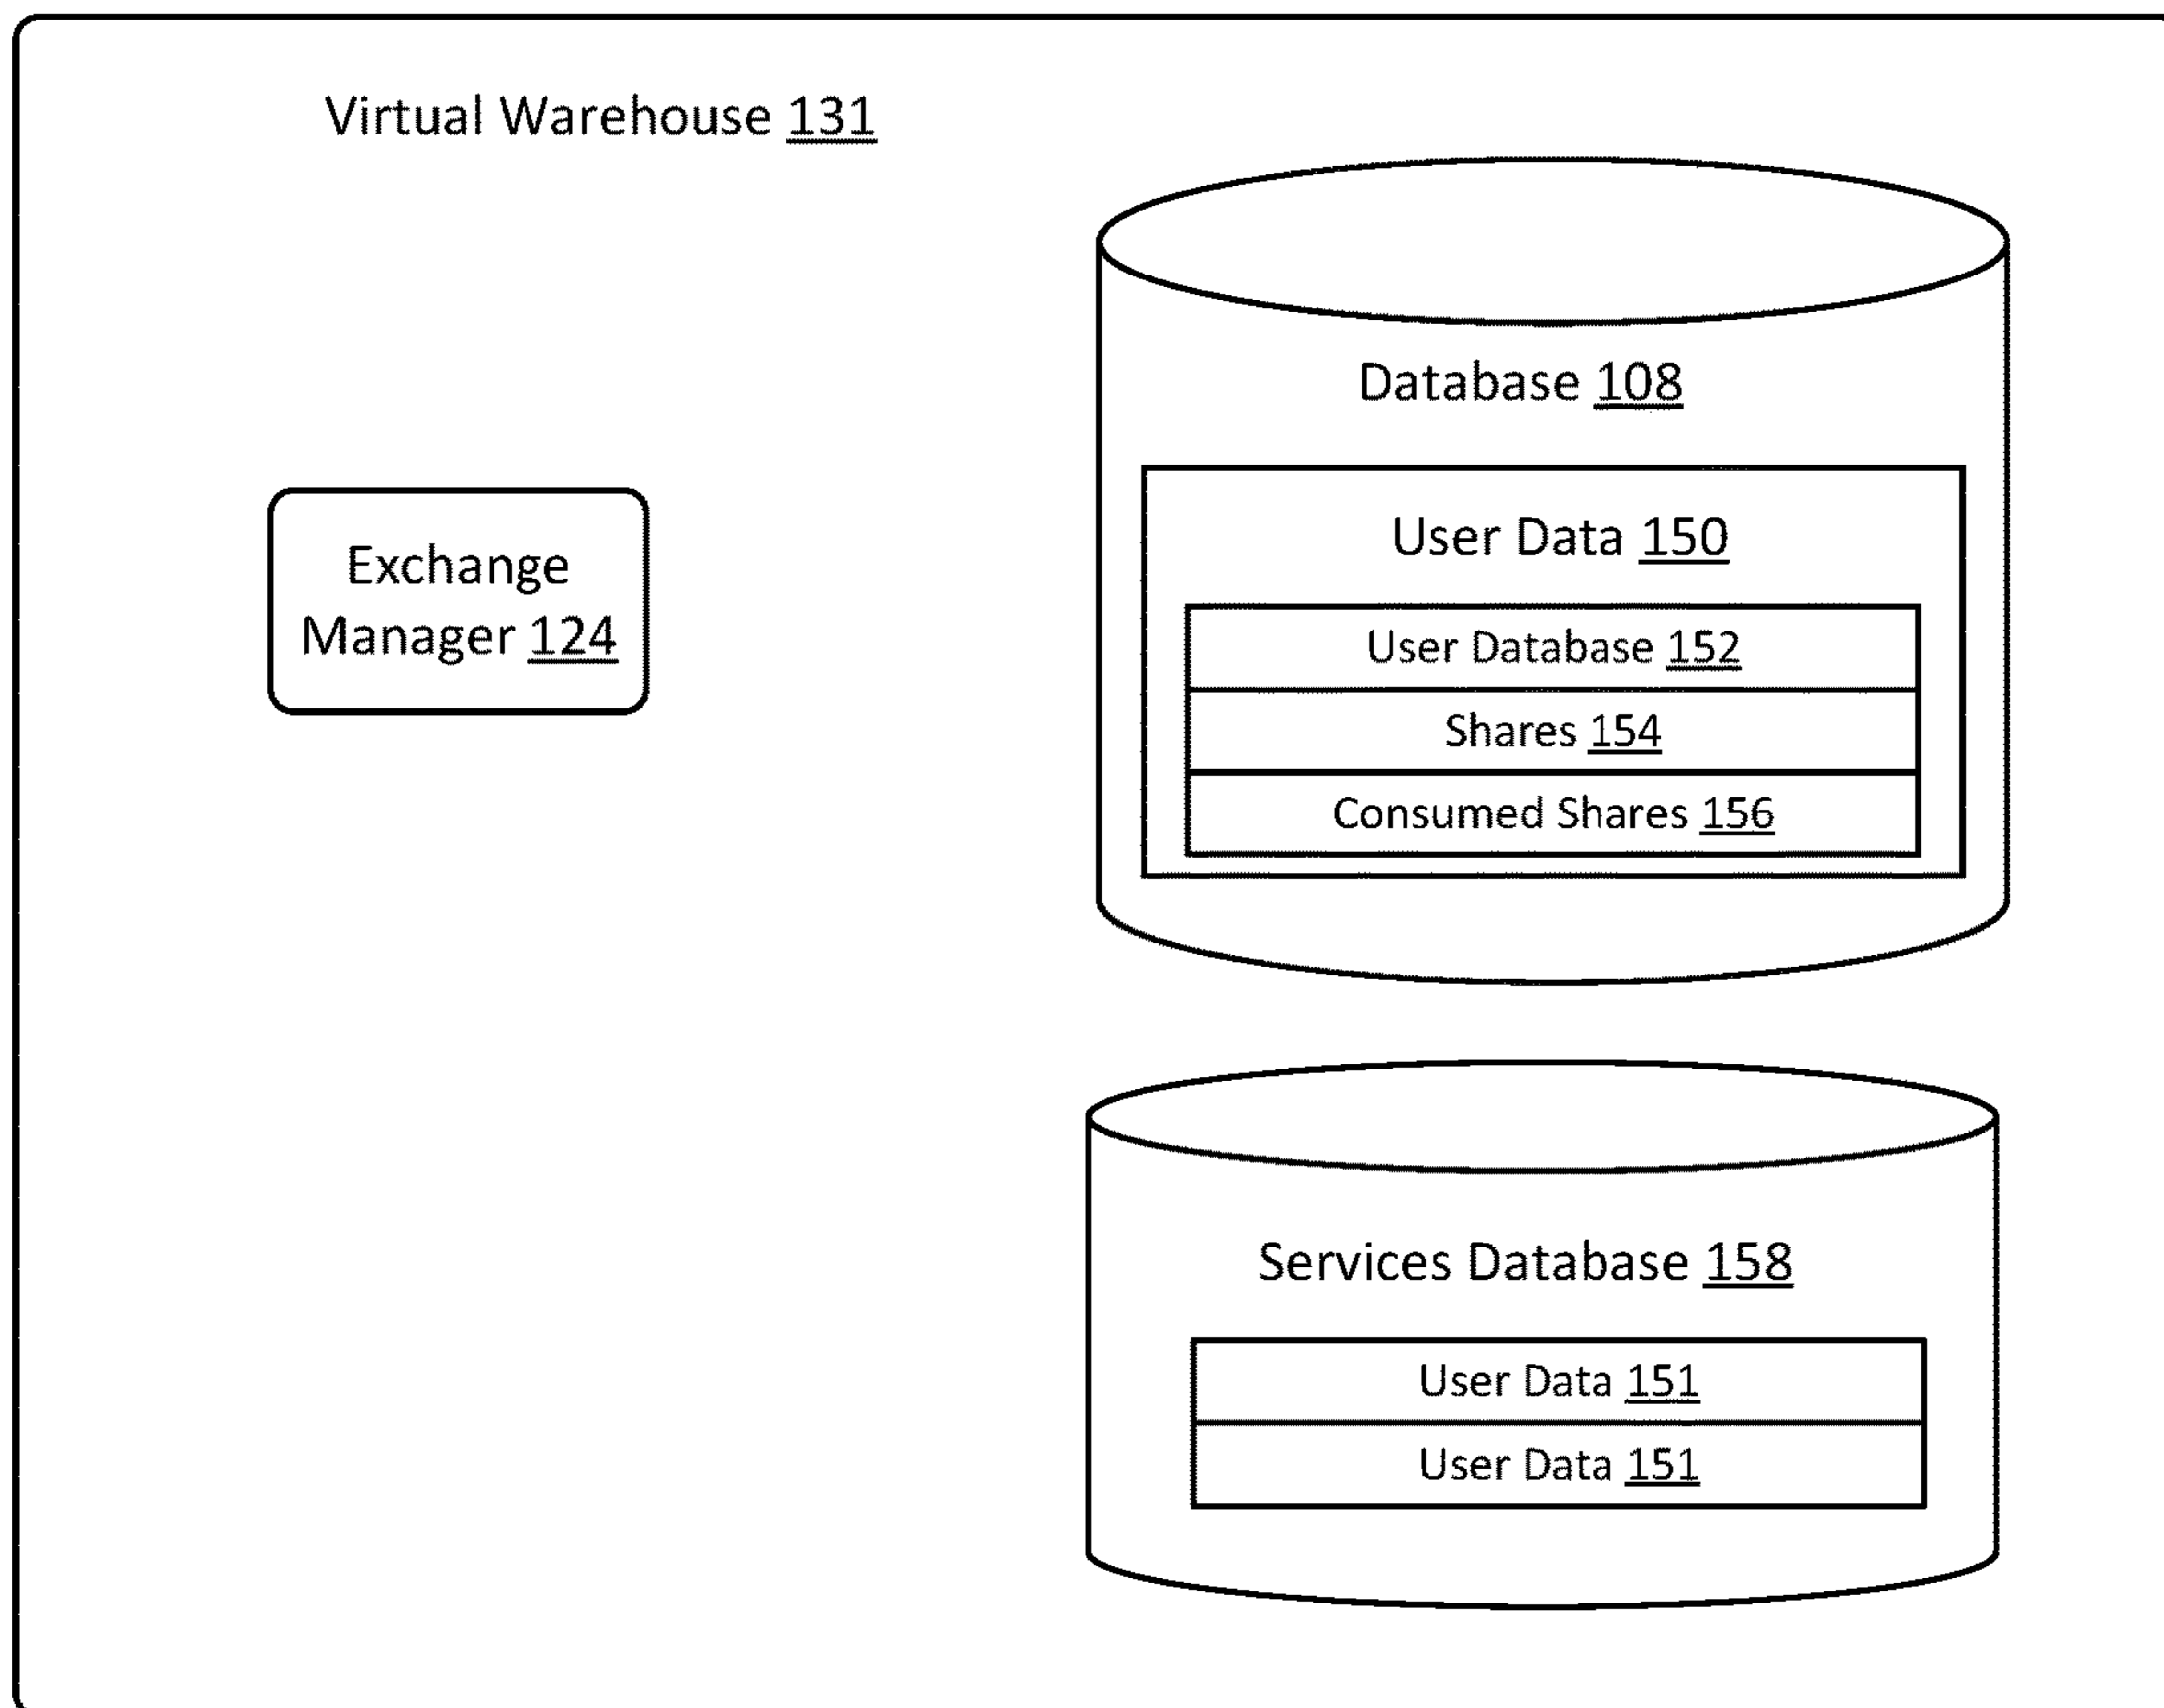 Virtual Warehouse 131
Database 108
User Data 150
Exchange
Manager 124
User Database 152
Shares 154
Consumed Shares 156
Services Database 158
User Data 151
User Data 151